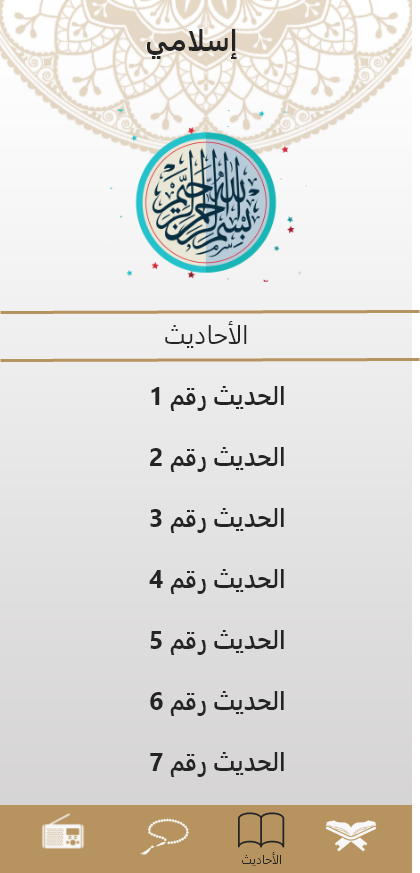 إسلامي
بسم الله الرحمن الرحيم
الأحاديث
الحديث رقم 1
الحديث رقم 2
الحديث رقم 3
الحديث رقم 4
الحديث رقم 5
الحديث رقم 6
الحديث رقم 7
الأحاديث